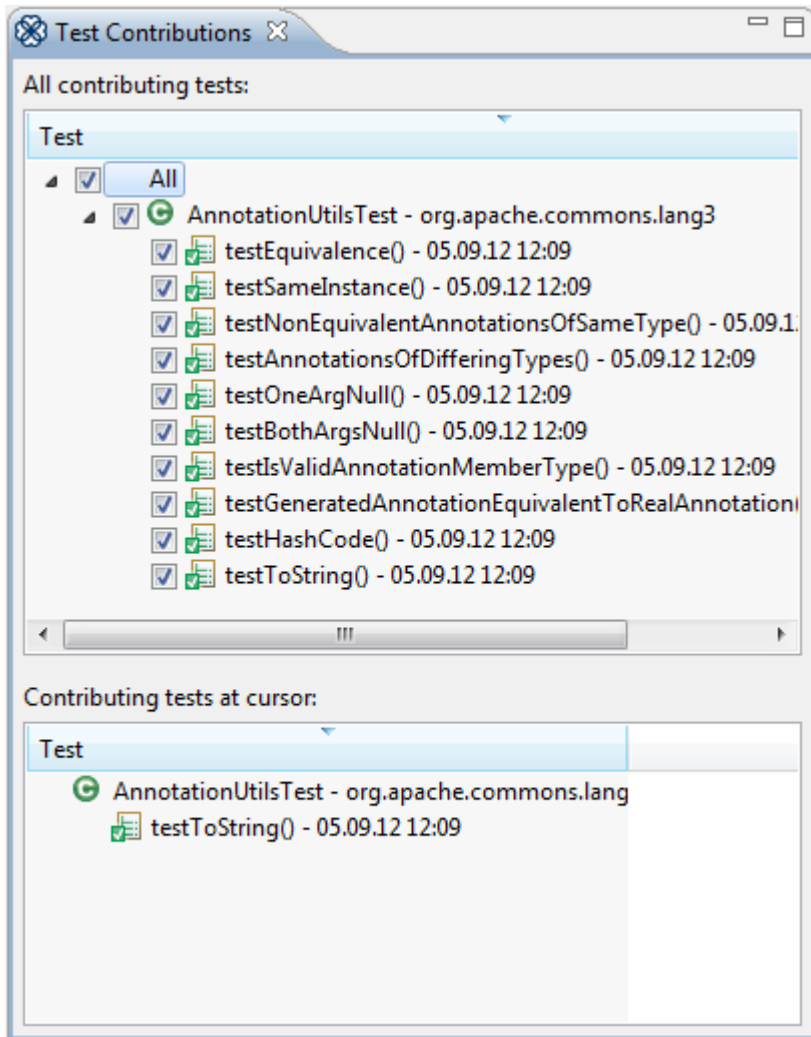 Test Contributions
All contributing tests:
Test
All
AnnotationUtilsTest - org.apache.commons.lang3
testEquivalence() - 05.09.12 12:09
testSameInstance() - 05.09.12 12:09
testNonEquivalentAnnotationsOfSameType() - 05.09.1
testAnnotationsOfDifferingTypes() - 05.09.12 12:09
testOneArgNull() - 05.09.12 12:09
testBothArgsNull() - 05.09.12 12:09
testIsValidAnnotationMemberType() - 05.09.12 12:09
testGeneratedAnnotationEquivalentToRealAnnotation(
testHashCode() - 05.09.12 12:09
testToString() - 05.09.12 12:09
Contributing tests at cursor:
Test
AnnotationUtilsTest - org.apache.commons.lang
testToString() - 05.09.12 12:09